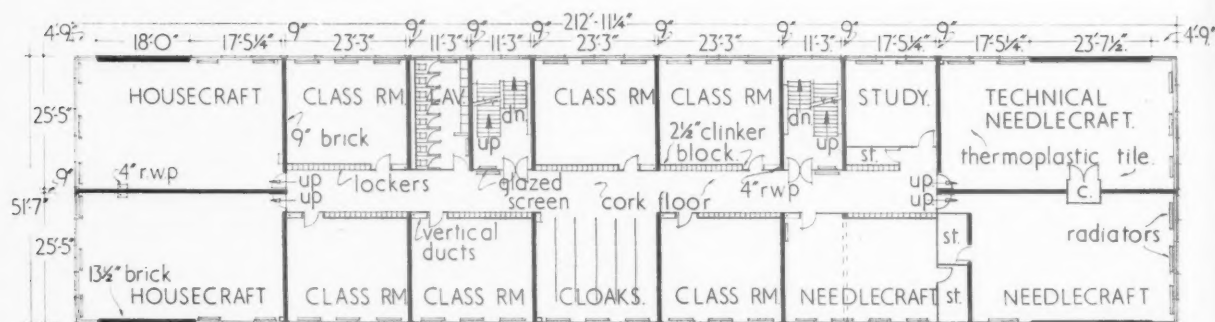 212'-11¼"
4'·9" 18'·0" 17'·5¼" 9" 23'·3" 9" 11'·3" 9" 11'·3" 9" 23'·3" 9" 23'·3" 9" 11'·3" 9" 17'·5¼" 9" 17'·5¼" 23'·7½" 4'·9"
HOUSECRAFT CLASS RM. LAV. CLASS RM CLASS RM. STUDY. TECHNICAL NEEDLECRAFT.
up dn. up dn
25'·5" 9" brick 2½" clinker block. st. thermoplastic tile.
4" r.w.p lockers glazed screen cork floor 4" rwp up up up up c.
51'·7" 9"
25'·5" vertical ducts st. radiators
13½" brick
HOUSECRAFT CLASS RM. CLASS RM CLOAKS. CLASS RM NEEDLECRAFT st. NEEDLECRAFT